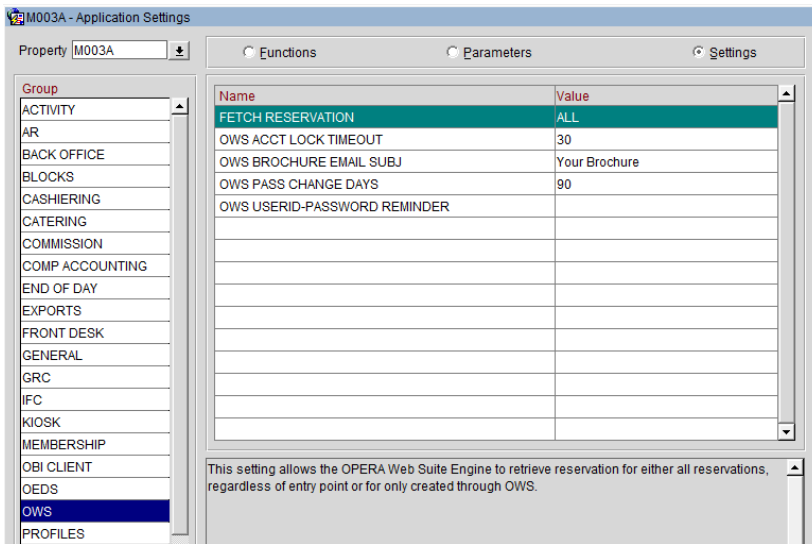 M003A - Application Settings
Property M003A
Functions Parameters Settings
Group
ACTIVITY
AR
BACK OFFICE
BLOCKS
CASHIERING
CATERING
COMMISSION
COMP ACCOUNTING
END OF DAY
EXPORTS
FRONT DESK
GENERAL
GRC
IFC
KIOSK
MEMBERSHIP
OBI CLIENT
OEDS
OWS
PROFILES
Name Value
FETCH RESERVATION ALL
OWS ACCT LOCK TIMEOUT 30
OWS BROCHURE EMAIL SUBJ Your Brochure
OWS PASS CHANGE DAYS 90
OWS USERID-PASSWORD REMINDER
This setting allows the OPERA Web Suite Engine to retrieve reservation for either all reservations,
regardless of entry point or for only created through OWS.